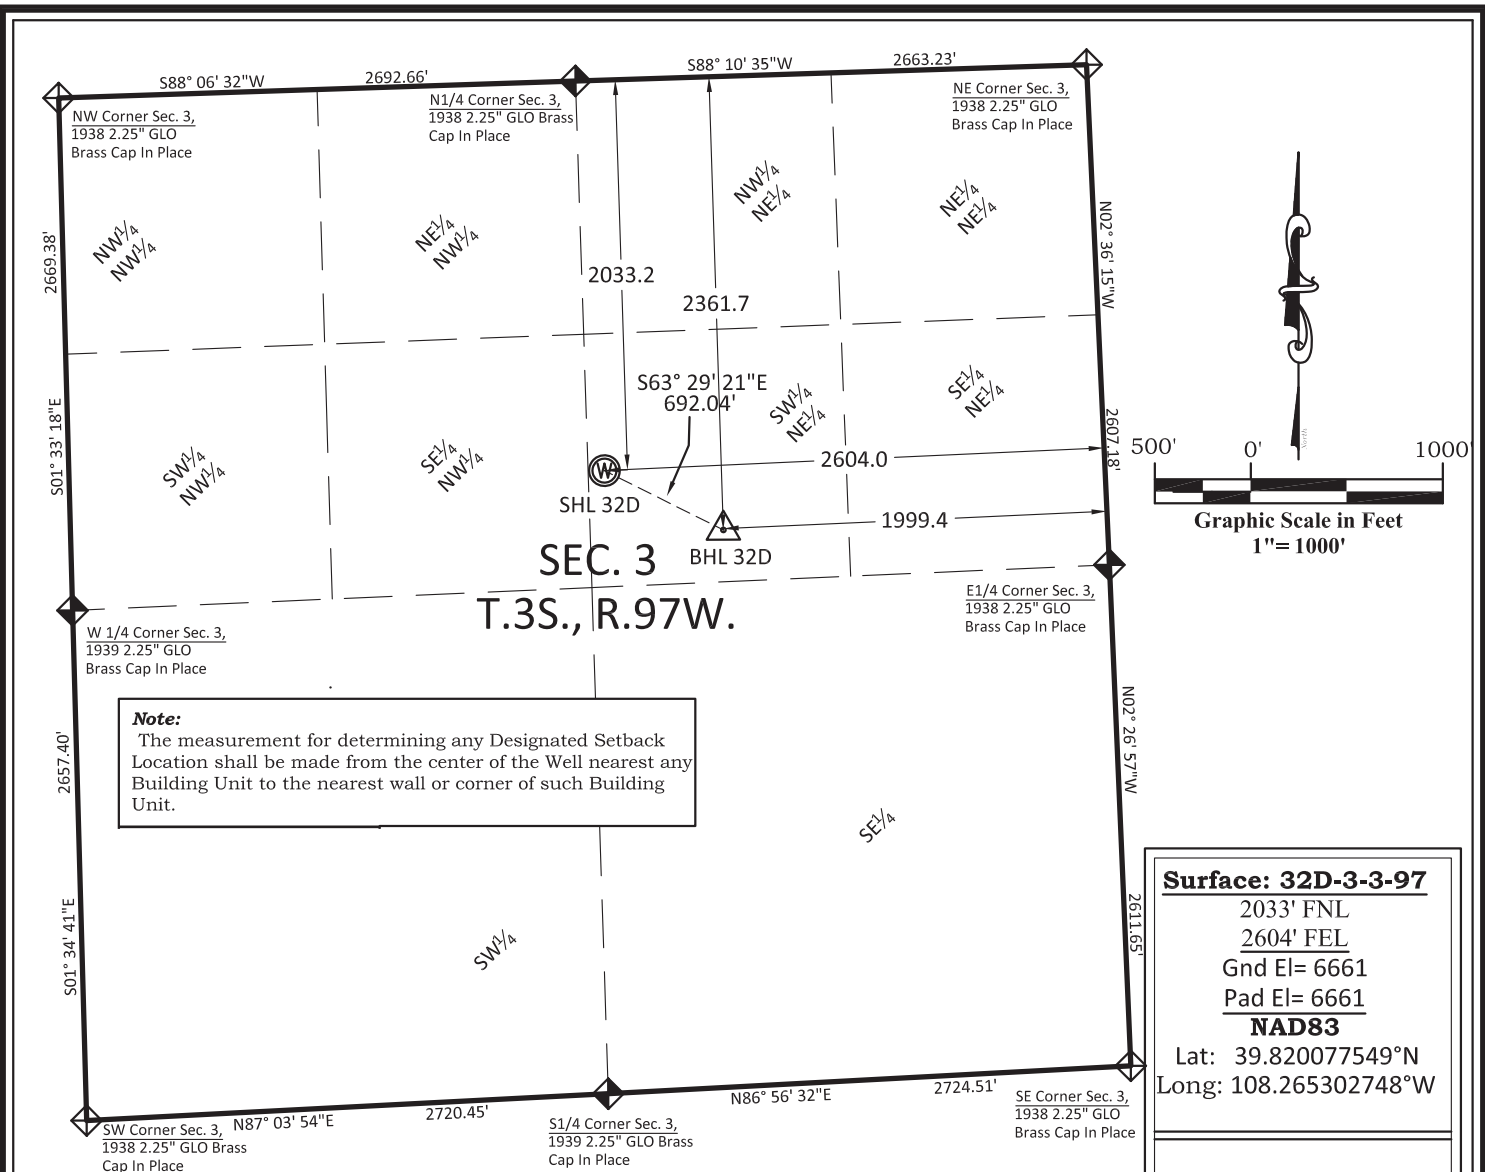 S88° 06' 32"W
2692.66'
S88° 10' 35"W
2663.23'
NW Corner Sec. 3,
1938 2.25" GLO
Brass Cap In Place
N1/4 Corner Sec. 3,
1938 2.25" GLO Brass
Cap In Place
NE Corner Sec. 3,
1938 2.25" GLO
Brass Cap In Place
NW1/4
NW1/4
NE1/4
NW1/4
NW1/4
NE1/4
NE1/4
NE1/4
2669.38'
N02° 36' 15"W
2033.2
2361.7
S63° 29' 21"E
692.04'
SW1/4
NW1/4
SE1/4
NW1/4
SW1/4
NE1/4
SE1/4
NE1/4
S01° 33' 18"E
2607.18'
W
SHL 32D
2604.0
1999.4
BHL 32D
North
500'
0'
1000'
Graphic Scale in Feet
1"= 1000'
SEC. 3
T.3S., R.97W.
W 1/4 Corner Sec. 3,
1939 2.25" GLO
Brass Cap In Place
E1/4 Corner Sec. 3,
1938 2.25" GLO
Brass Cap In Place
Note:
The measurement for determining any Designated Setback
Location shall be made from the center of the Well nearest any
Building Unit to the nearest wall or corner of such Building
Unit.
2657.40'
N02° 26' 57"W
SE1/4
SW1/4
S01° 34' 41"E
2611.65'
Surface: 32D-3-3-97
2033' FNL
2604' FEL
Gnd El= 6661
Pad El= 6661
NAD83
Lat: 39.820077549°N
Long: 108.265302748°W
SW Corner Sec. 3,
1938 2.25" GLO Brass
Cap In Place
N87° 03' 54"E
2720.45'
S1/4 Corner Sec. 3,
1939 2.25" GLO Brass
Cap In Place
N86° 56' 32"E
2724.51'
SE Corner Sec. 3,
1938 2.25" GLO
Brass Cap In Place